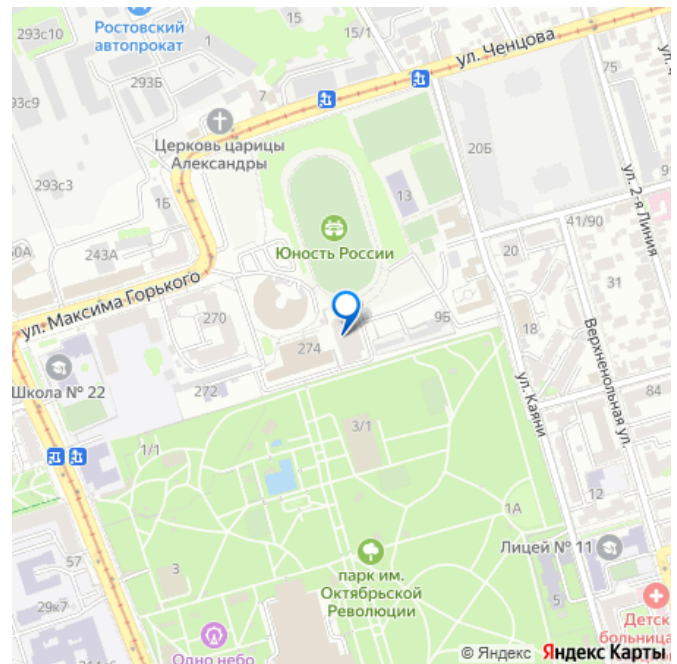 293с10
Ростовский
автопрокат
1
15
15/1
ул. Ченцова
75
293Б
293с9
7
Церковь царицы
Александры
20Б
ул. 2-я Линия
293с3
1Б
13
41/90
243А
Юность России
20
31
ул. Максима Горького
270
274
9Б
18
Верхненольная ул.
Школа № 22
272
ул. Каяни
84
3/1
1/1
12
1А
Лицей № 11
57
парк им.
Октябрьской
Революции
3
5
29к7
Детск
больница
Одно небо
© Яндекс Яндекс Карты